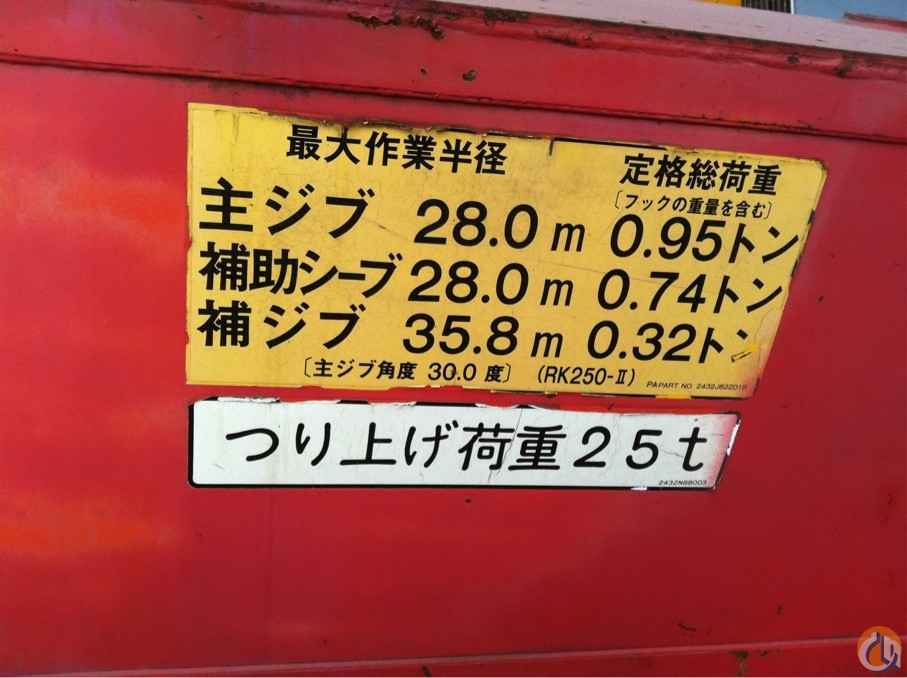 最大作業半径 定格総荷重
〔フックの重量を含む〕
主ジブ 28.0 m 0.95トン
補助シーブ 28.0 m 0.74トン
補ジブ 35.8 m 0.32トン
〔主ジブ角度 30.0 度〕 (RK250-Ⅱ)
つり上げ荷重25t
2432N88003